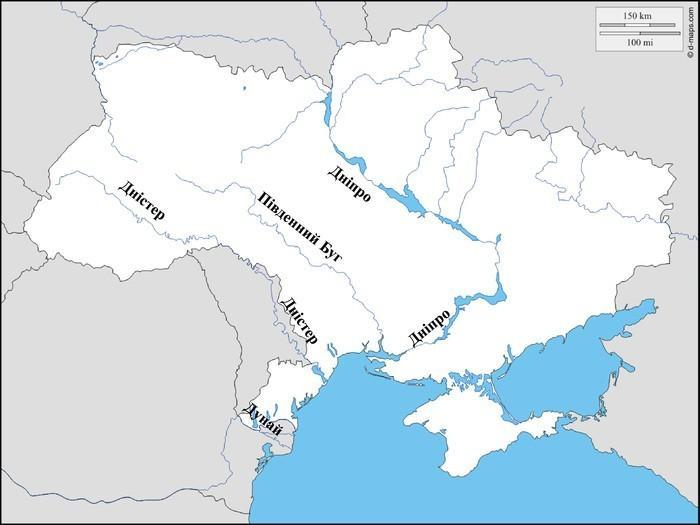 150 km
100 mi
© d-maps.com
Дністер
Південний Буг
Дніпро
Дністер
Дніпро
Дунай